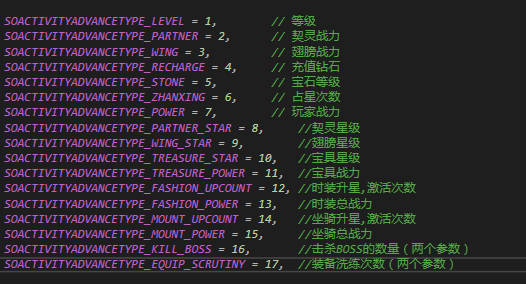 SOACTIVITYADVANCETYPE_LEVEL = 1, // 等级
SOACTIVITYADVANCETYPE_PARTNER = 2, // 契灵战力
SOACTIVITYADVANCETYPE_WING = 3, // 翅膀战力
SOACTIVITYADVANCETYPE_RECHARGE = 4, // 充值钻石
SOACTIVITYADVANCETYPE_STONE = 5, // 宝石等级
SOACTIVITYADVANCETYPE_ZHANXING = 6, // 占星次数
SOACTIVITYADVANCETYPE_POWER = 7, // 玩家战力
SOACTIVITYADVANCETYPE_PARTNER_STAR = 8, //契灵星级
SOACTIVITYADVANCETYPE_WING_STAR = 9, //翅膀星级
SOACTIVITYADVANCETYPE_TREASURE_STAR = 10, //宝具星级
SOACTIVITYADVANCETYPE_TREASURE_POWER = 11, //宝具战力
SOACTIVITYADVANCETYPE_FASHION_UPCOUNT = 12, //时装升星,激活次数
SOACTIVITYADVANCETYPE_FASHION_POWER = 13, //时装总战力
SOACTIVITYADVANCETYPE_MOUNT_UPCOUNT = 14, //坐骑升星,激活次数
SOACTIVITYADVANCETYPE_MOUNT_POWER = 15, //坐骑总战力
SOACTIVITYADVANCETYPE_KILL_BOSS = 16, //击杀BOSS的数量（两个参数）
SOACTIVITYADVANCETYPE_EQUIP_SCRUTINY = 17, //装备洗练次数（两个参数）